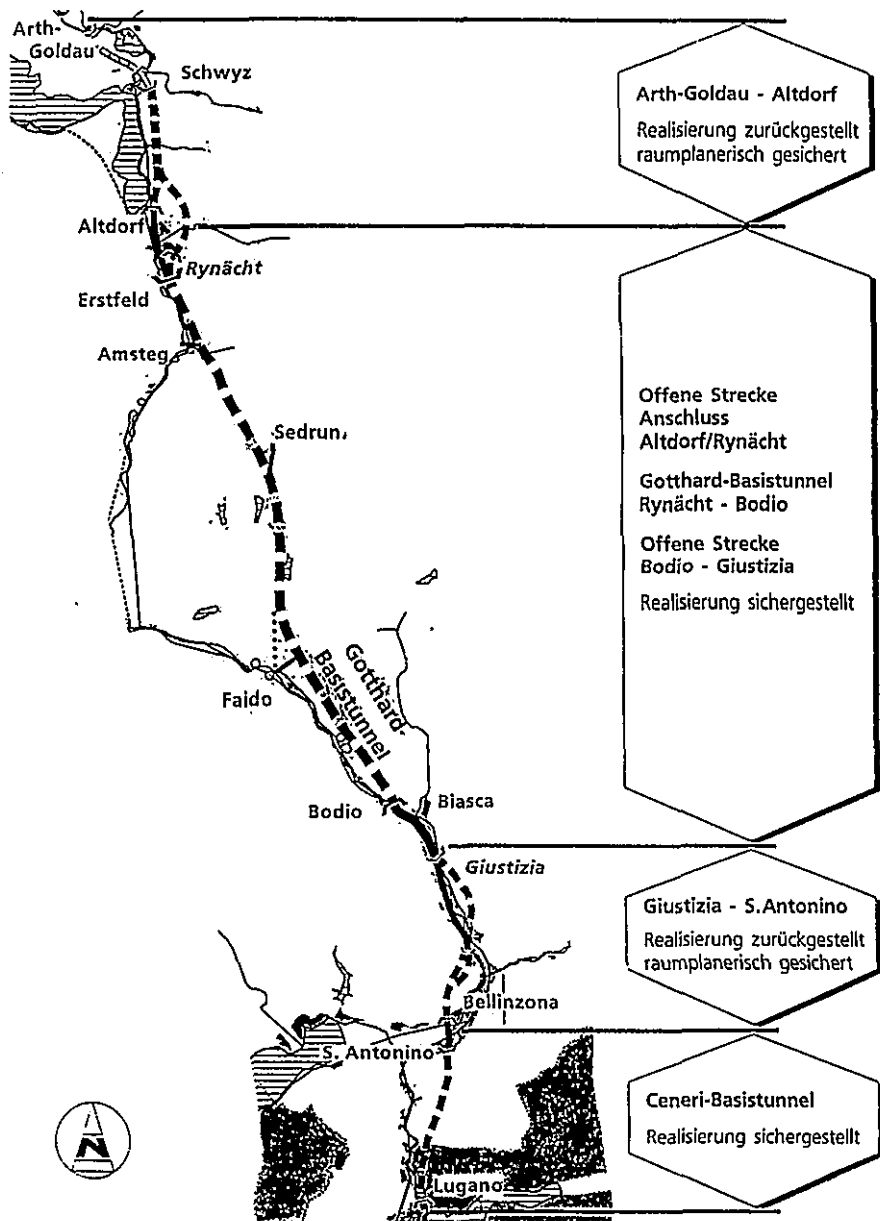 Arth-
Goldau
Schwyz
Altdorf
Rynächt
Erstfeld
Amsteg
Sedrun
Faido
Gotthard-
Basistunnel
Bodio
Biasca
Giustizia
Bellinzona
S. Antonino
Lugano
N
Arth-Goldau - Altdorf
Realisierung zurückgestellt
raumplanerisch gesichert
Offene Strecke
Anschluss
Altdorf/Rynächt
Gotthard-Basistunnel
Rynächt - Bodio
Offene Strecke
Bodio - Giustizia
Realisierung sichergestellt
Giustizia - S.Antonino
Realisierung zurückgestellt
raumplanerisch gesichert
Ceneri-Basistunnel
Realisierung sichergestellt